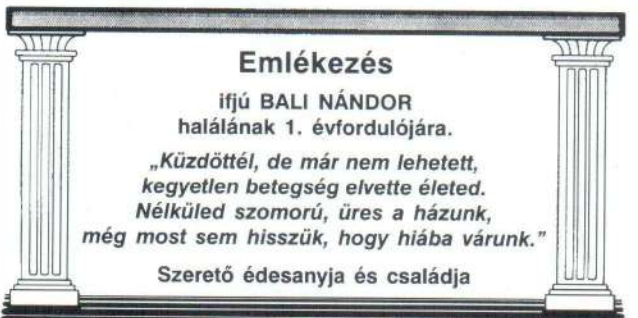 Emlékezés
ifjú BALI NÁNDOR
halálának 1. évfordulójára.
„Küzdöttél, de már nem lehetett,
kegyetlen betegség elvette életed.
Nélküled szomorú, üres a házunk,
még most sem hisszük, hogy hiába várunk.”
Szerető édesanyja és családja